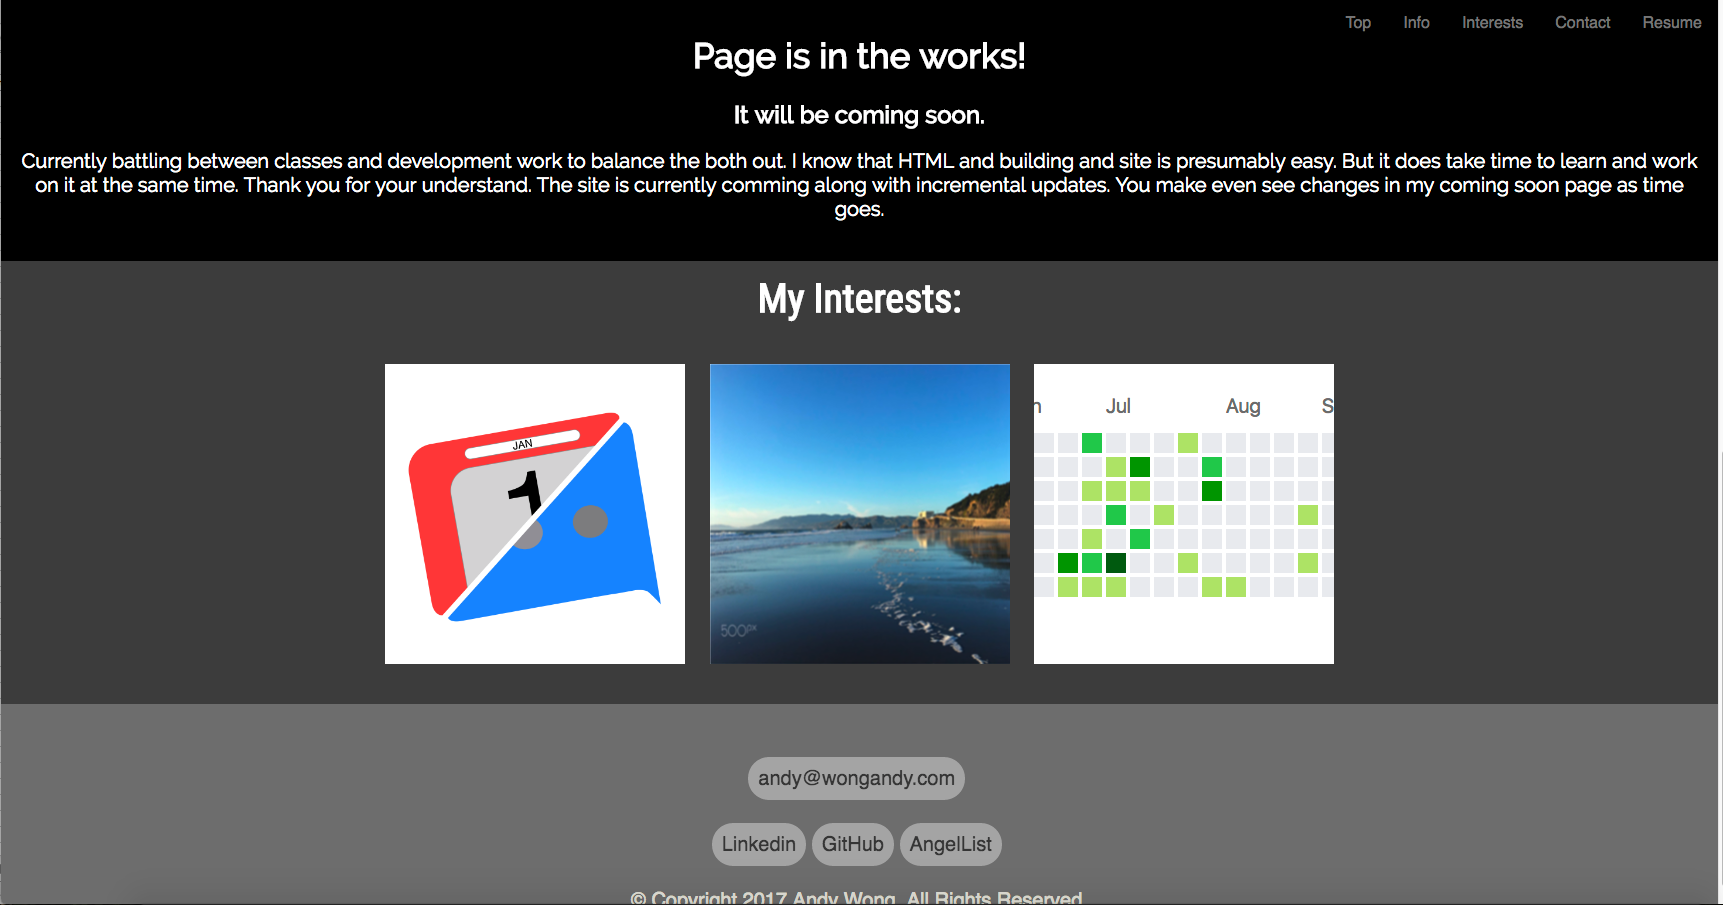 Top Info Interests Contact Resume
Page is in the works!
It will be coming soon.
Currently battling between classes and development work to balance the both out. I know that HTML and building and site is presumably easy. But it does take time to learn and work
on it at the same time. Thank you for your understand. The site is currently comming along with incremental updates. You make even see changes in my coming soon page as time
goes.
My Interests:
JAN
1
500px
n Jul Aug S
andy@wongandy.com
Linkedin GitHub AngelList
© Copyright 2017 Andy Wong. All Rights Reserved